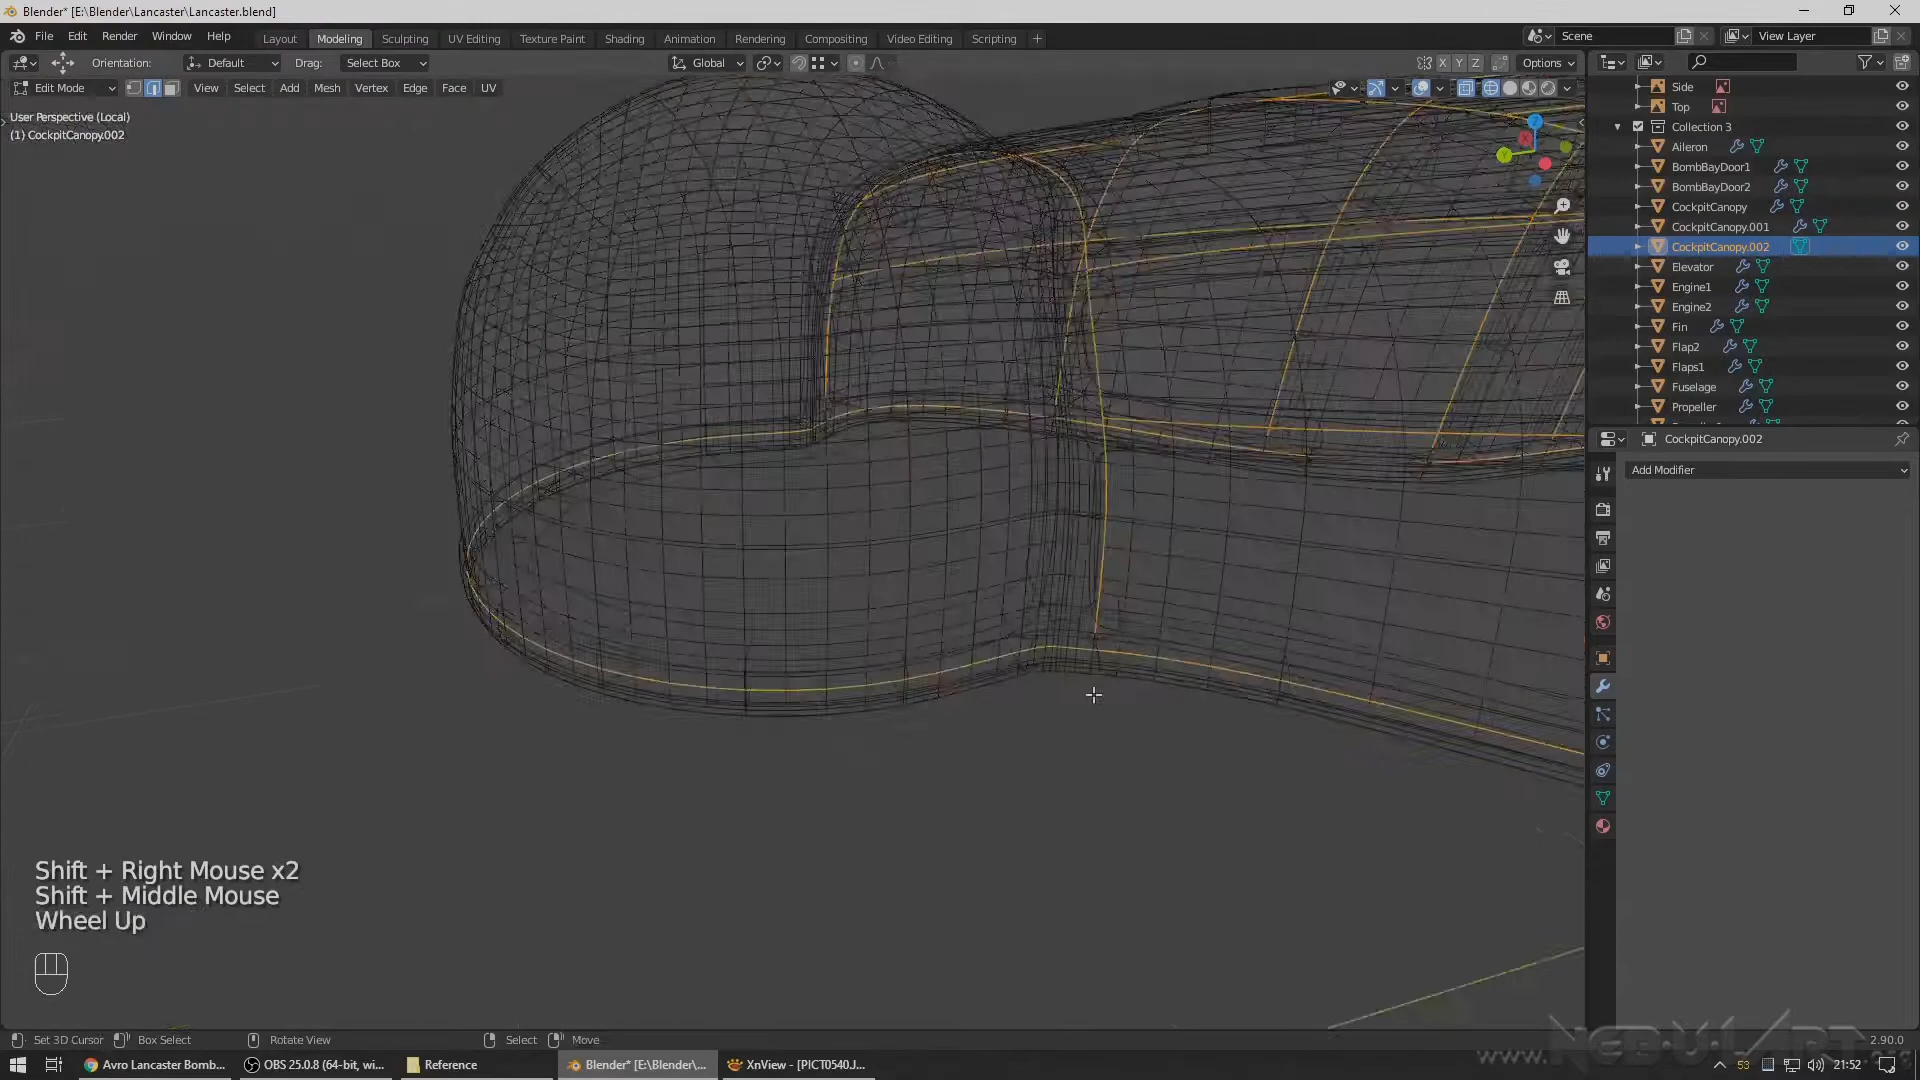 Blender* [E:\Blender\Lancaster\Lancaster.blend]
File Edit Render Window Help
Layout Modeling Sculpting UV Editing Texture Paint Shading Animation Rendering Compositing Video Editing Scripting +
Scene
View Layer
Orientation: Default Drag: Select Box
Global
X Y Z
Options
Edit Mode View Select Add Mesh Vertex Edge Face UV
User Perspective (Local)
(1) CockpitCanopy.002
Side
Top
Collection 3
Aileron
BombBayDoor1
BombBayDoor2
CockpitCanopy
CockpitCanopy.001
CockpitCanopy.002
Elevator
Engine1
Engine2
Fin
Flap2
Flaps1
Fuselage
Propeller
CockpitCanopy.002
Add Modifier
Shift + Right Mouse x2
Shift + Middle Mouse
Wheel Up
Set 3D Cursor Box Select Rotate View Select Move
2.90.0
Avro Lancaster Bomb...
OBS 25.0.8 (64-bit, wi...
Reference
Blender* [E:\Blender\...
XnView - [PICT0540.J...
53
21:52